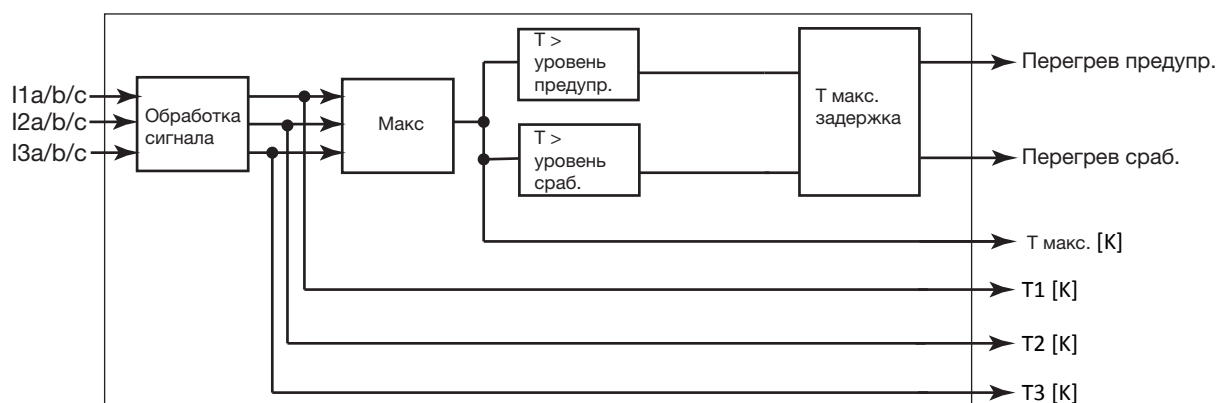 I1a/b/c
I2a/b/c
I3a/b/c
Обработка
сигнала
Макс
T >
уровень
предупр.
T >
уровень
сраб.
Т макс.
задержка
Перегрев предупр.
Перегрев сраб.
Т макс. [K]
T1 [K]
T2 [K]
T3 [K]